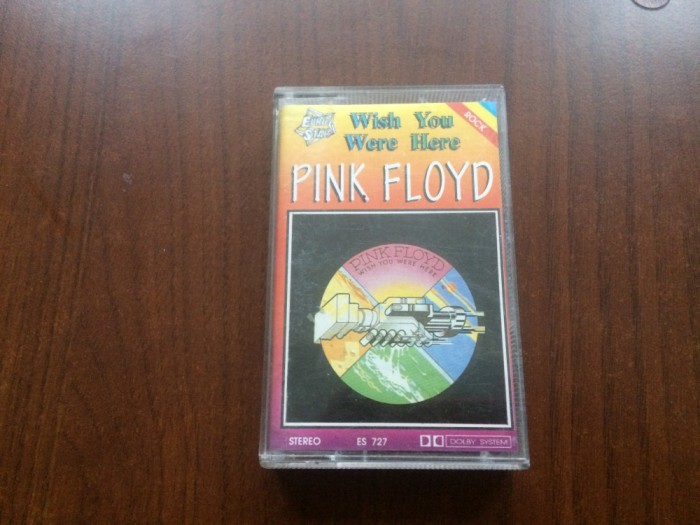 Wish You
Were Here
ROCK
PINK FLOYD
PINK FLOYD
WISH YOU WERE HERE
STEREO ES 727 DOLBY SYSTEM